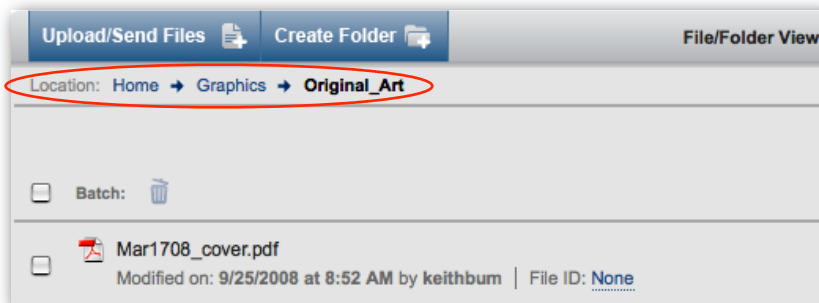 Upload/Send Files Create Folder File/Folder View
Location: Home → Graphics → Original_Art
Batch:
Mar1708_cover.pdf
Modified on: 9/25/2008 at 8:52 AM by keithbum | File ID: None